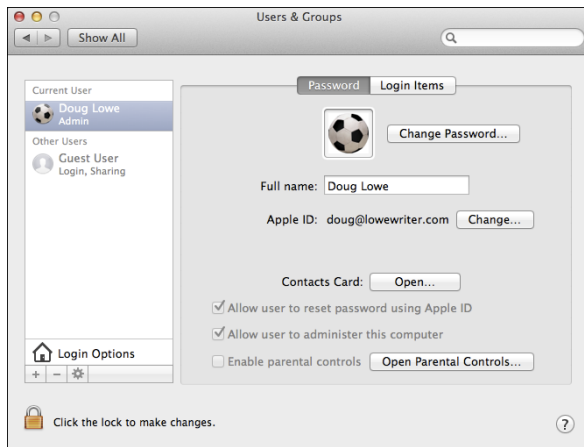 Users & Groups
Show All
Current User
Doug Lowe
Admin
Other Users
Guest User
Login, Sharing
Login Options
+ −
Password Login Items
Change Password...
Full name: Doug Lowe
Apple ID: doug@lowewriter.com Change...
Contacts Card: Open...
Allow user to reset password using Apple ID
Allow user to administer this computer
Enable parental controls Open Parental Controls...
Click the lock to make changes.
?